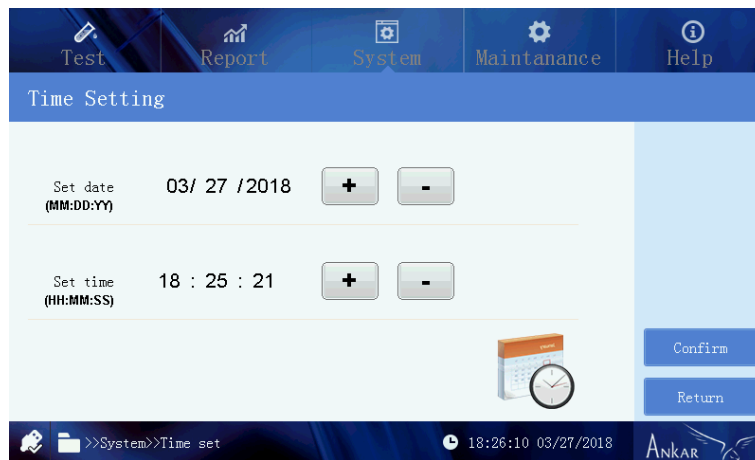 Test Report System Maintanance Help
Time Setting
Set date 03/ 27 /2018 + -
(MM:DD:YY)
Set time 18 : 25 : 21 + -
(HH:MM:SS)
Confirm
Return
>>System>>Time set 18:26:10 03/27/2018 ANKAR